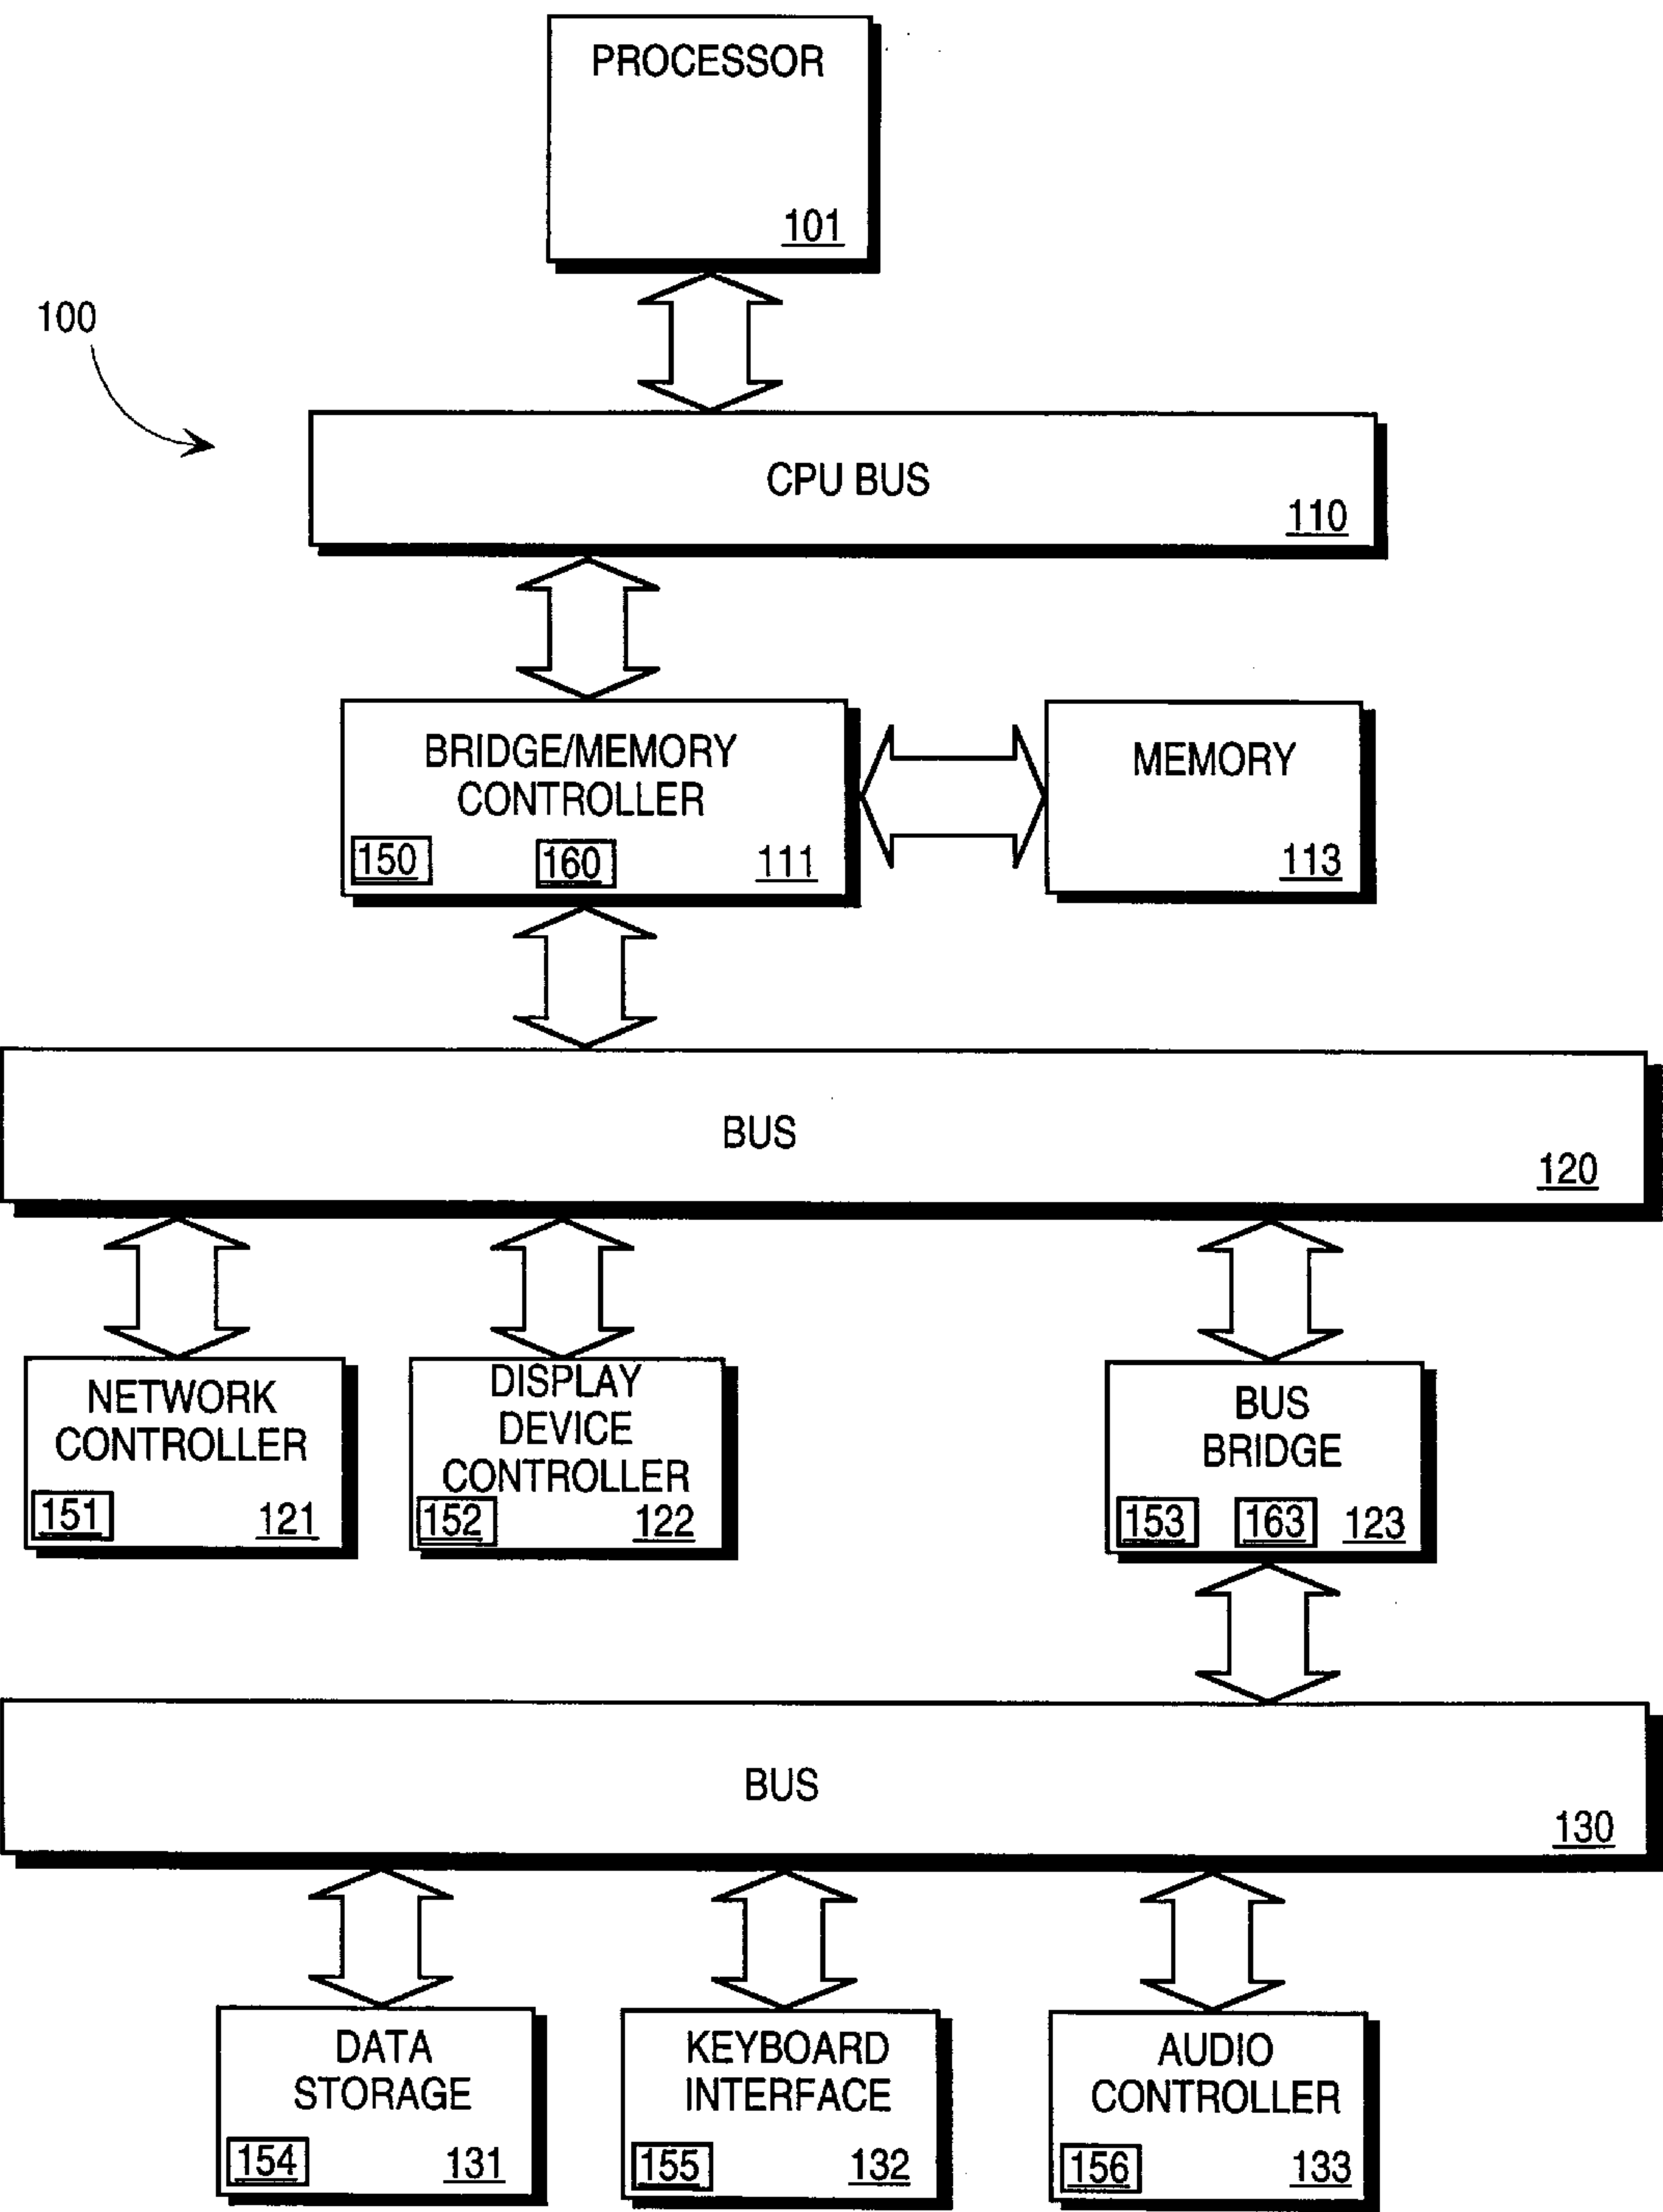 PROCESSOR
101
100
CPU BUS
110
BRIDGE/MEMORY
CONTROLLER
150 160 111
MEMORY
113
BUS
120
NETWORK
CONTROLLER
151 121
DISPLAY
DEVICE
CONTROLLER
152 122
BUS
BRIDGE
153 163 123
BUS
130
DATA
STORAGE
154 131
KEYBOARD
INTERFACE
155 132
AUDIO
CONTROLLER
156 133